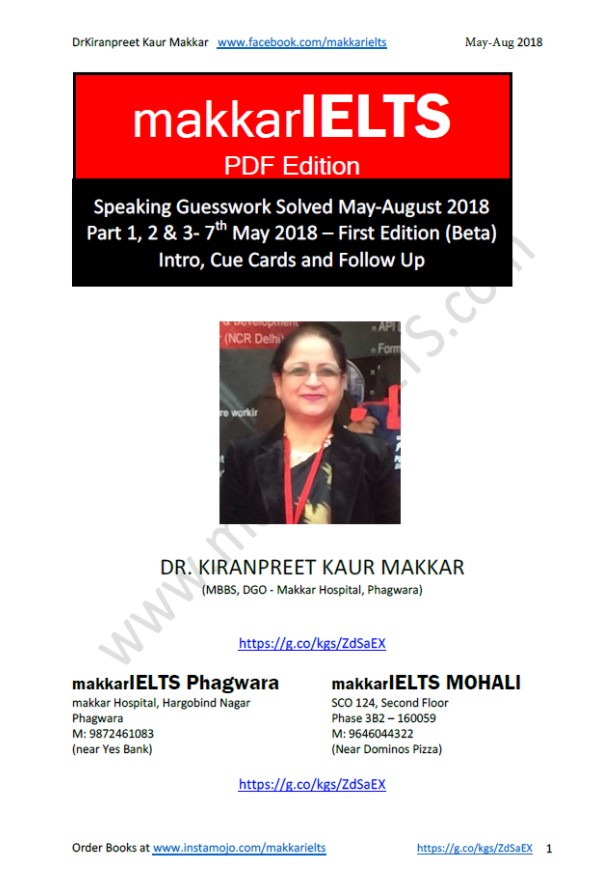 DrKiranpreet Kaur Makkar www.facebook.com/makkarielts May-Aug 2018
makkarIELTS
PDF Edition
Speaking Guesswork Solved May-August 2018
Part 1, 2 & 3- 7th May 2018 – First Edition (Beta)
Intro, Cue Cards and Follow Up
(NCR Delhi)
DR. KIRANPREET KAUR MAKKAR
(MBBS, DGO - Makkar Hospital, Phagwara)
https://g.co/kgs/ZdSaEX
makkarIELTS Phagwara
makkar Hospital, Hargobind Nagar
Phagwara
M: 9872461083
(near Yes Bank)
makkarIELTS MOHALI
SCO 124, Second Floor
Phase 3B2 – 160059
M: 9646044322
(Near Dominos Pizza)
https://g.co/kgs/ZdSaEX
Order Books at www.instamojo.com/makkarielts https://g.co/kgs/ZdSaEX 1